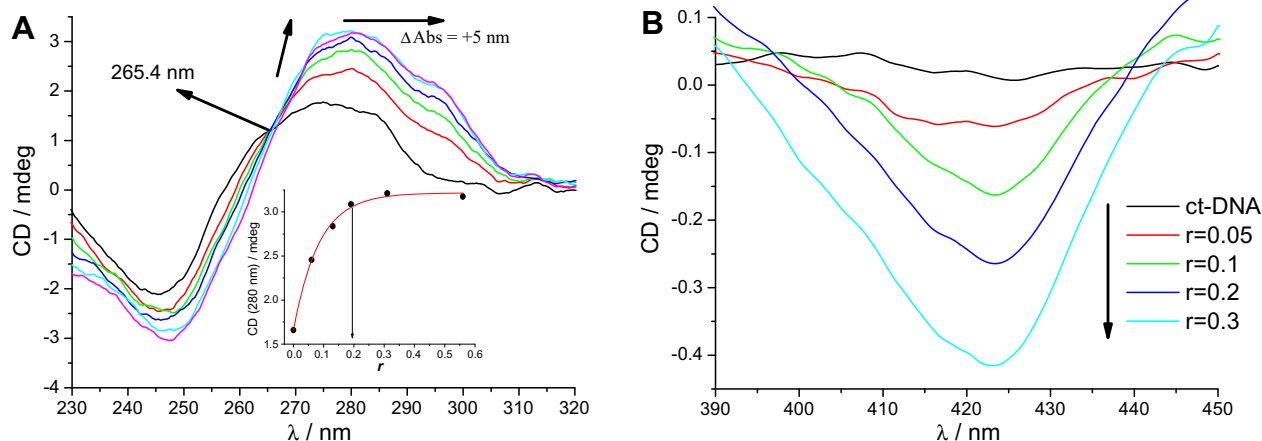 A
265.4 nm
ΔAbs = +5 nm
CD / mdeg
3
2
1
0
-1
-2
-3
-4
230 240 250 260 270 280 290 300 310 320
λ / nm
CD (280 nm) / mdeg
3.0
2.5
2.0
1.5
0.0 0.1 0.2 0.3 0.4 0.5 0.6
r
B
CD / mdeg
0.1
0.0
-0.1
-0.2
-0.3
-0.4
390 400 410 420 430 440 450
λ / nm
ct-DNA
r=0.05
r=0.1
r=0.2
r=0.3